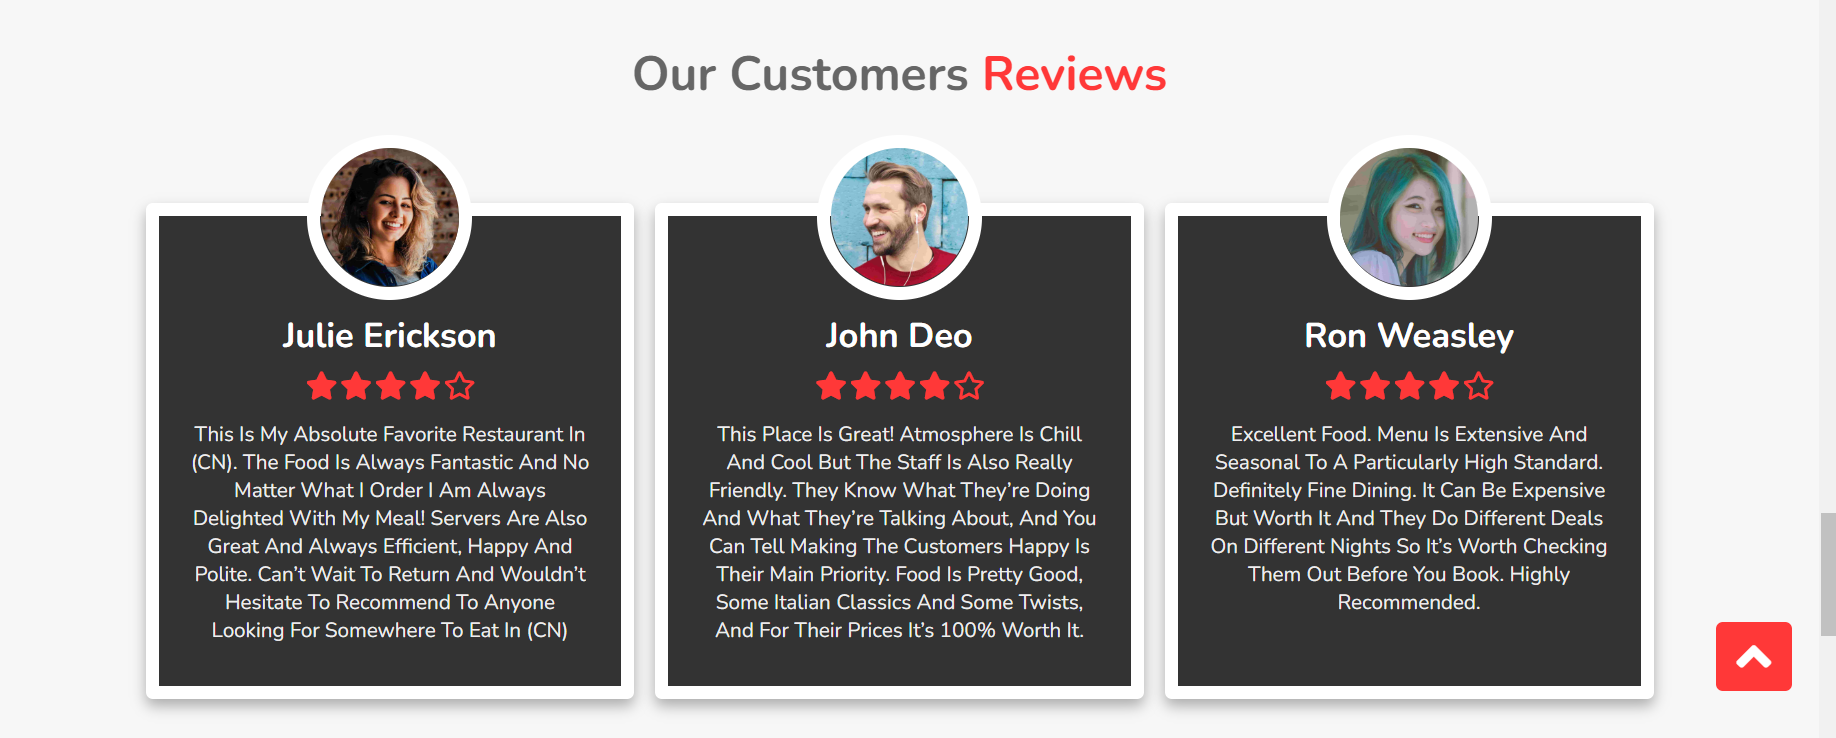 Our Customers Reviews
Julie Erickson
This Is My Absolute Favorite Restaurant In
(CN). The Food Is Always Fantastic And No
Matter What I Order I Am Always
Delighted With My Meal! Servers Are Also
Great And Always Efficient, Happy And
Polite. Can’t Wait To Return And Wouldn’t
Hesitate To Recommend To Anyone
Looking For Somewhere To Eat In (CN)
John Deo
This Place Is Great! Atmosphere Is Chill
And Cool But The Staff Is Also Really
Friendly. They Know What They’re Doing
And What They’re Talking About, And You
Can Tell Making The Customers Happy Is
Their Main Priority. Food Is Pretty Good,
Some Italian Classics And Some Twists,
And For Their Prices It’s 100% Worth It.
Ron Weasley
Excellent Food. Menu Is Extensive And
Seasonal To A Particularly High Standard.
Definitely Fine Dining. It Can Be Expensive
But Worth It And They Do Different Deals
On Different Nights So It’s Worth Checking
Them Out Before You Book. Highly
Recommended.